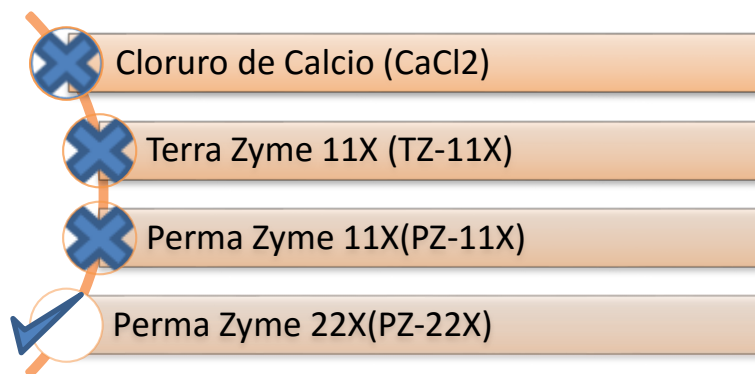 Cloruro de Calcio (CaCl2)
Terra Zyme 11X (TZ-11X)
Perma Zyme 11X(PZ-11X)
Perma Zyme 22X(PZ-22X)